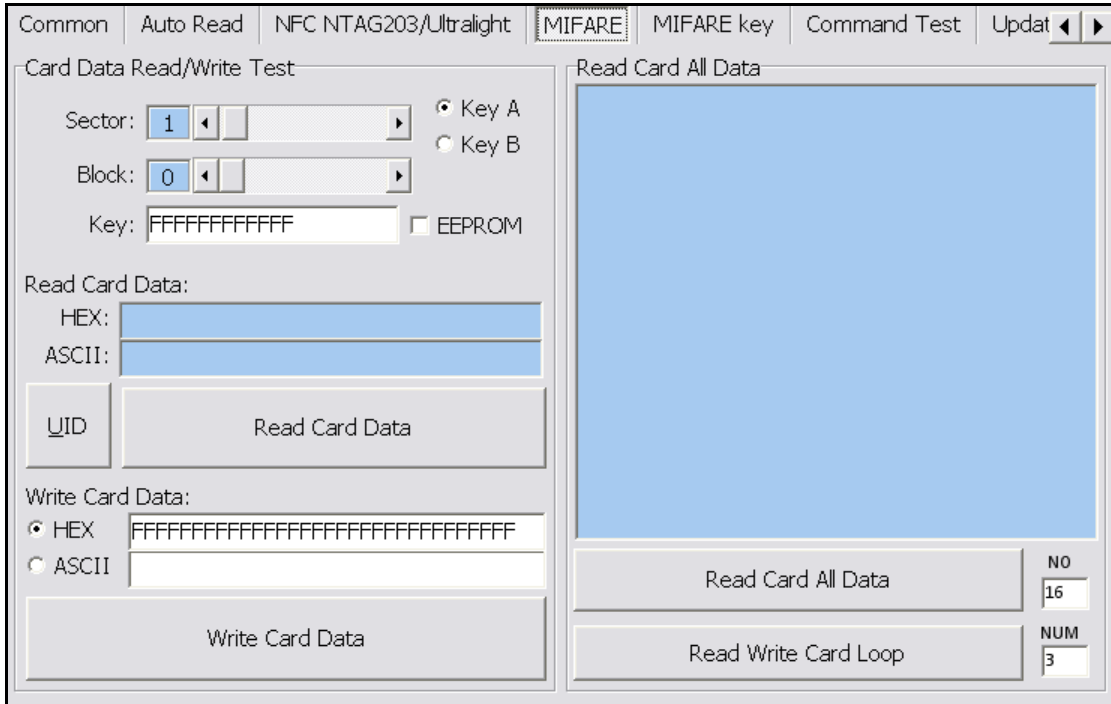 Common Auto Read NFC NTAG203/Ultralight MIFARE MIFARE key Command Test Updat
Card Data Read/Write Test
Sector: 1
Key A
Key B
Block: 0
Key: FFFFFFFFFFFF EEPROM
Read Card Data:
HEX:
ASCII:
UID Read Card Data
Write Card Data:
HEX FFFFFFFFFFFFFFFFFFFFFFFFFFFFFFFF
ASCII
Write Card Data
Read Card All Data
Read Card All Data
NO
16
Read Write Card Loop
NUM
3